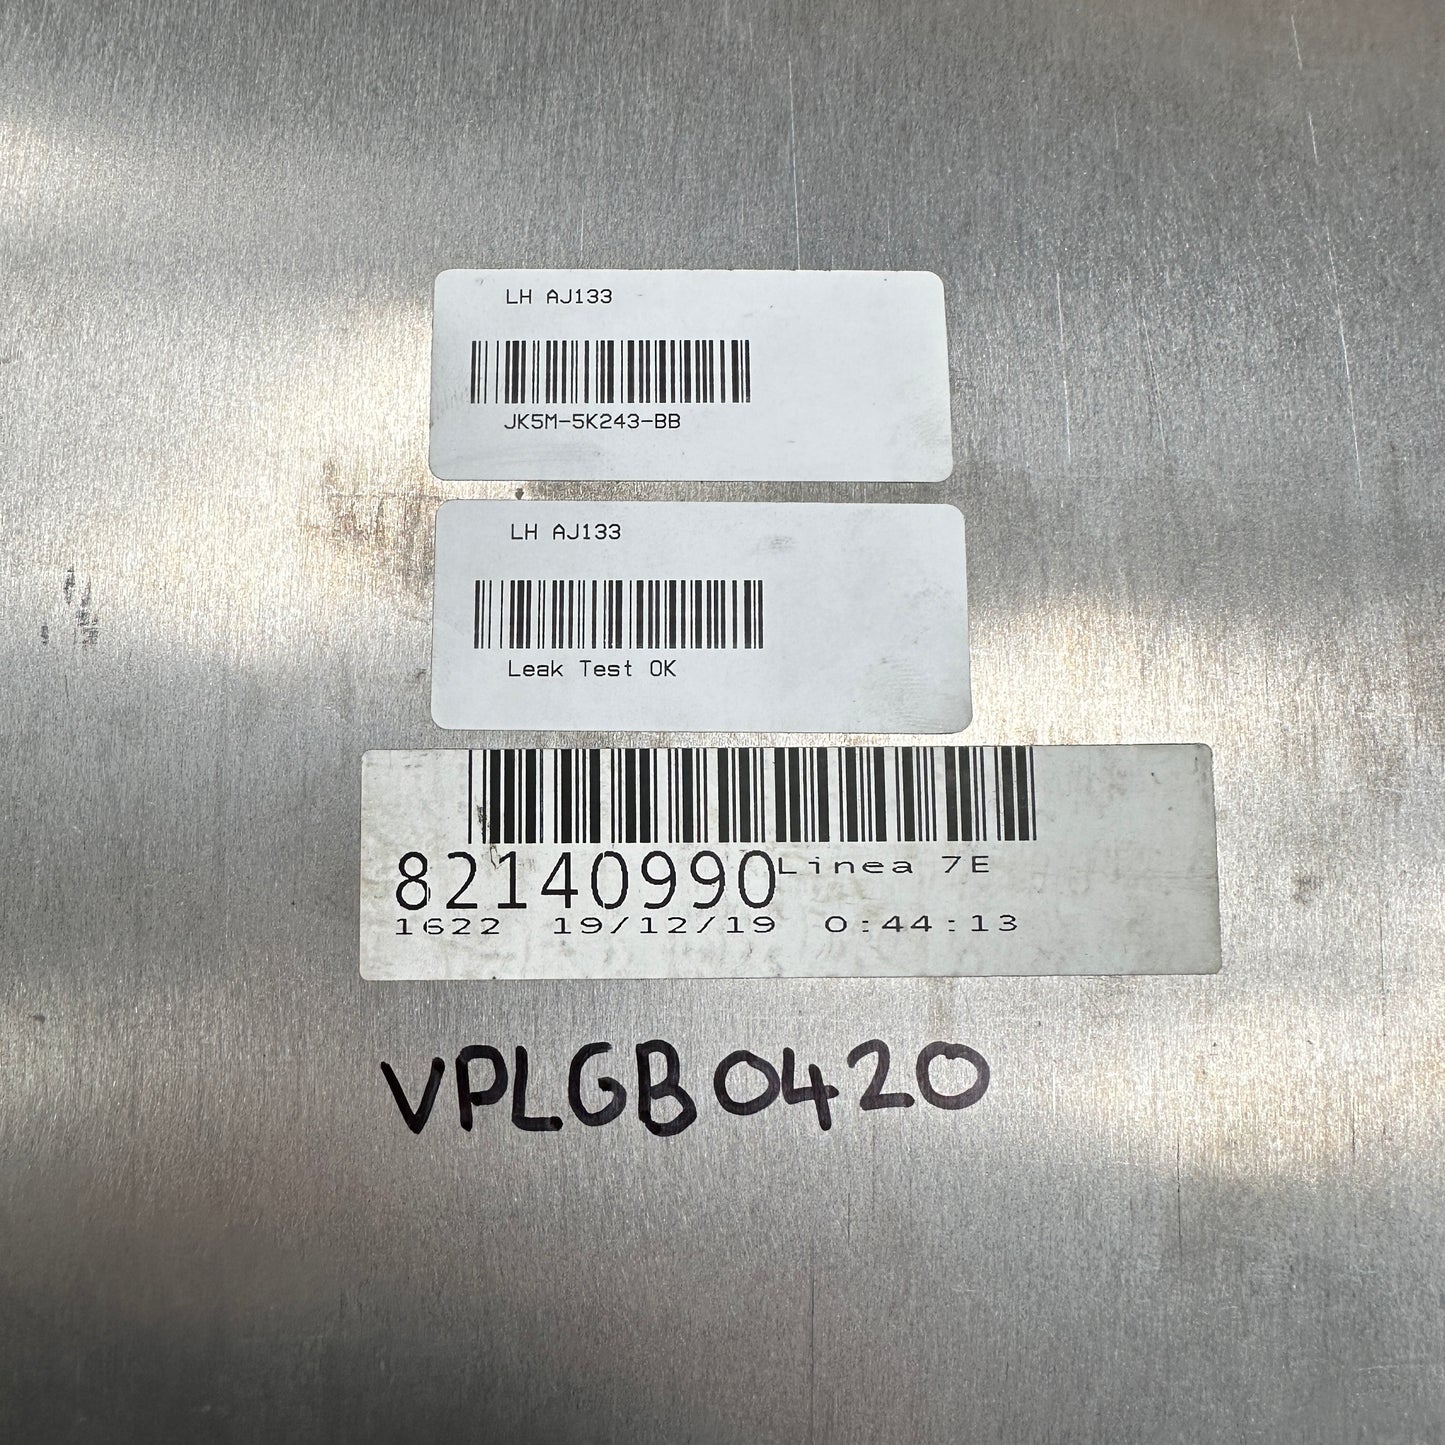 LH AJ133
JK5M-5K243-BB
LH AJ133
Leak Test OK
82140990 Linea 7E
1622 19/12/19 0:44:13
VPLGB0420